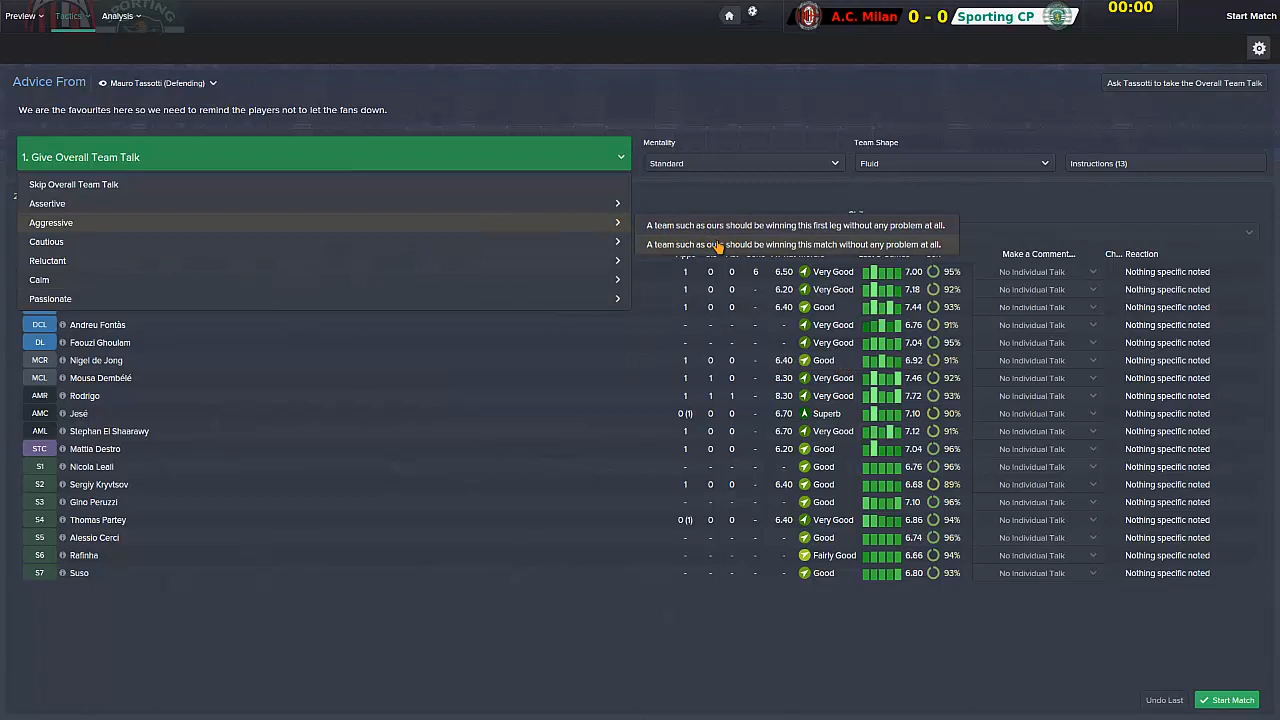 Preview Tactics Analysis A.C. Milan 0 - 0 Sporting CP 00:00 Start Match
Advice From Mauro Tassotti (Defending) Ask Tassotti to take the Overall Team Talk
We are the favourites here so we need to remind the players not to let the fans down.
Mentality Team Shape
1. Give Overall Team Talk Standard Fluid Instructions (13)
Skip Overall Team Talk
Assertive
Aggressive A team such as ours should be winning this first leg without any problem at all.
Cautious A team such as ours should be winning this match without any problem at all.
Make a Comment... Ch... Reaction
Reluctant
Calm
Passionate
1 0 0 6 6.50 Very Good 7.00 95% No Individual Talk Nothing specific noted
1 0 0 - 6.20 Very Good 7.18 92% No Individual Talk Nothing specific noted
1 0 0 - 6.40 Good 7.44 93% No Individual Talk Nothing specific noted
DCL Andreu Fontàs - - - - - Very Good 6.76 91% No Individual Talk Nothing specific noted
DL Faouzi Ghoulam - - - - - Very Good 7.04 95% No Individual Talk Nothing specific noted
MCR Nigel de Jong 1 0 0 - 6.40 Good 6.92 91% No Individual Talk Nothing specific noted
MCL Mousa Dembélé 1 1 0 - 8.30 Very Good 7.46 92% No Individual Talk Nothing specific noted
AMR Rodrigo 1 1 1 - 8.30 Very Good 7.72 93% No Individual Talk Nothing specific noted
AMC José 0 (1) 0 0 - 6.70 Superb 7.10 90% No Individual Talk Nothing specific noted
AML Stephan El Shaarawy 1 0 0 - 6.70 Very Good 7.12 91% No Individual Talk Nothing specific noted
STC Mattia Destro 1 0 0 - 6.20 Good 7.04 96% No Individual Talk Nothing specific noted
S1 Nicola Leali - - - - - Good 6.76 96% No Individual Talk Nothing specific noted
S2 Sergiy Kryvtsov 1 0 0 - 6.40 Good 6.68 89% No Individual Talk Nothing specific noted
S3 Gino Peruzzi - - - - - Good 7.10 96% No Individual Talk Nothing specific noted
S4 Thomas Partey 0 (1) 0 0 - 6.40 Very Good 6.86 94% No Individual Talk Nothing specific noted
S5 Alessio Cerci - - - - - Good 6.74 96% No Individual Talk Nothing specific noted
S6 Rafinha - - - - - Fairly Good 6.66 94% No Individual Talk Nothing specific noted
S7 Suso - - - - - Good 6.80 93% No Individual Talk Nothing specific noted
Undo Last Start Match